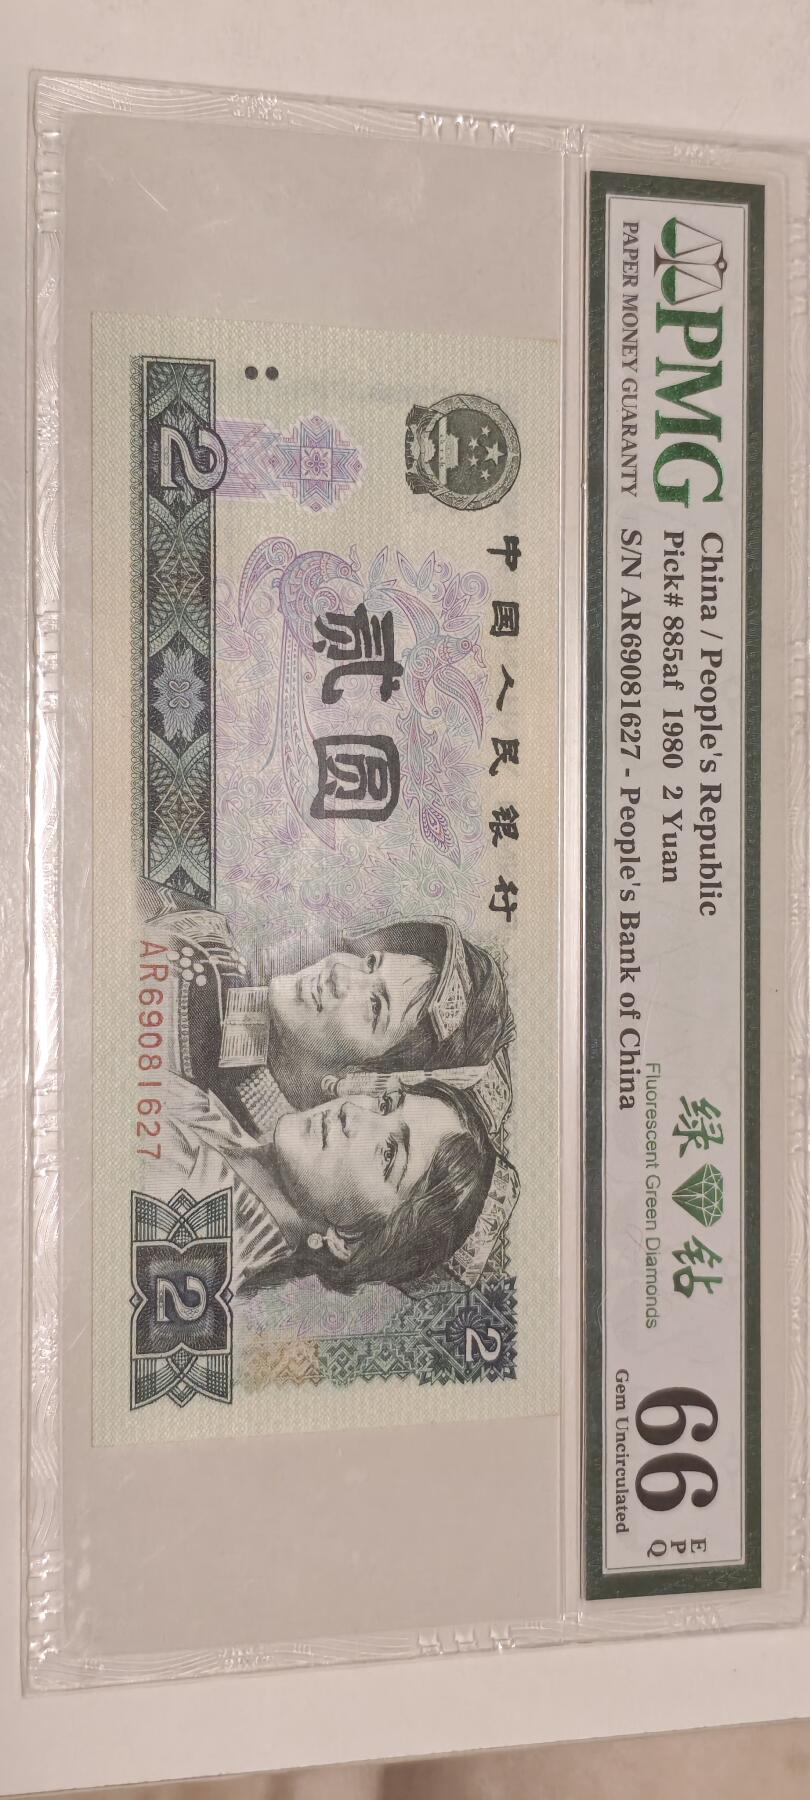 PMG
PAPER MONEY GUARANTY
China / People's Republic
Pick# 885af 1980 2 Yuan
S/N AR69081627 - People's Bank of China
绿 钻
Fluorescent Green Diamonds
66 EPQ
Gem Uncirculated
中国人民银行
贰圆
2
2
AR69081627
2